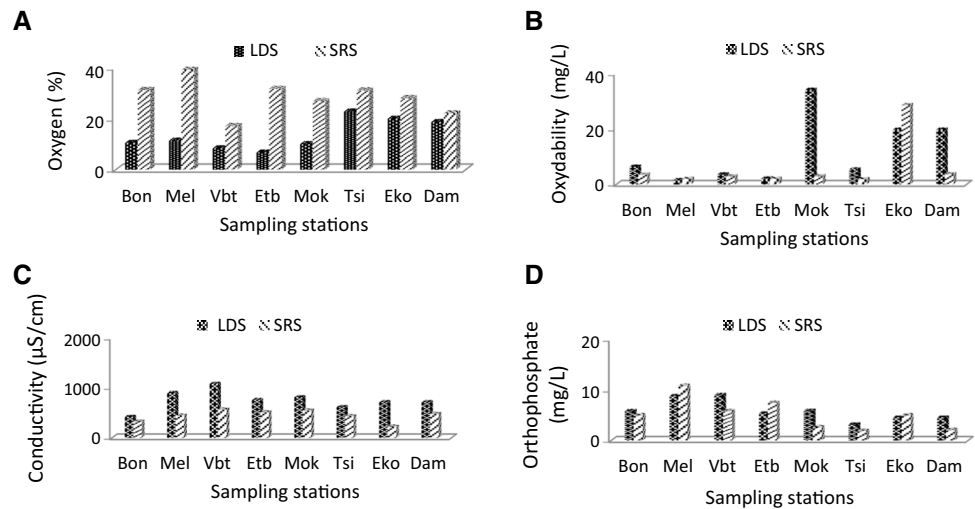 A
LDS SRS
Oxygen ( %)
40
20
0
Bon Mel Vbt Etb Mok Tsi Eko Dam
Sampling stations
B
LDS SRS
Oxydability (mg/L)
40
20
0
Bon Mel Vbt Etb Mok Tsi Eko Dam
Sampling stations
C
LDS SRS
Conductivity (µS/cm)
2000
1000
0
Bon Mel Vbt Etb Mok Tsi Eko Dam
Sampling stations
D
LDS SRS
Orthophosphate
(mg/L)
20
10
0
Bon Mel Vbt Etb Mok Tsi Eko Dam
Sampling stations